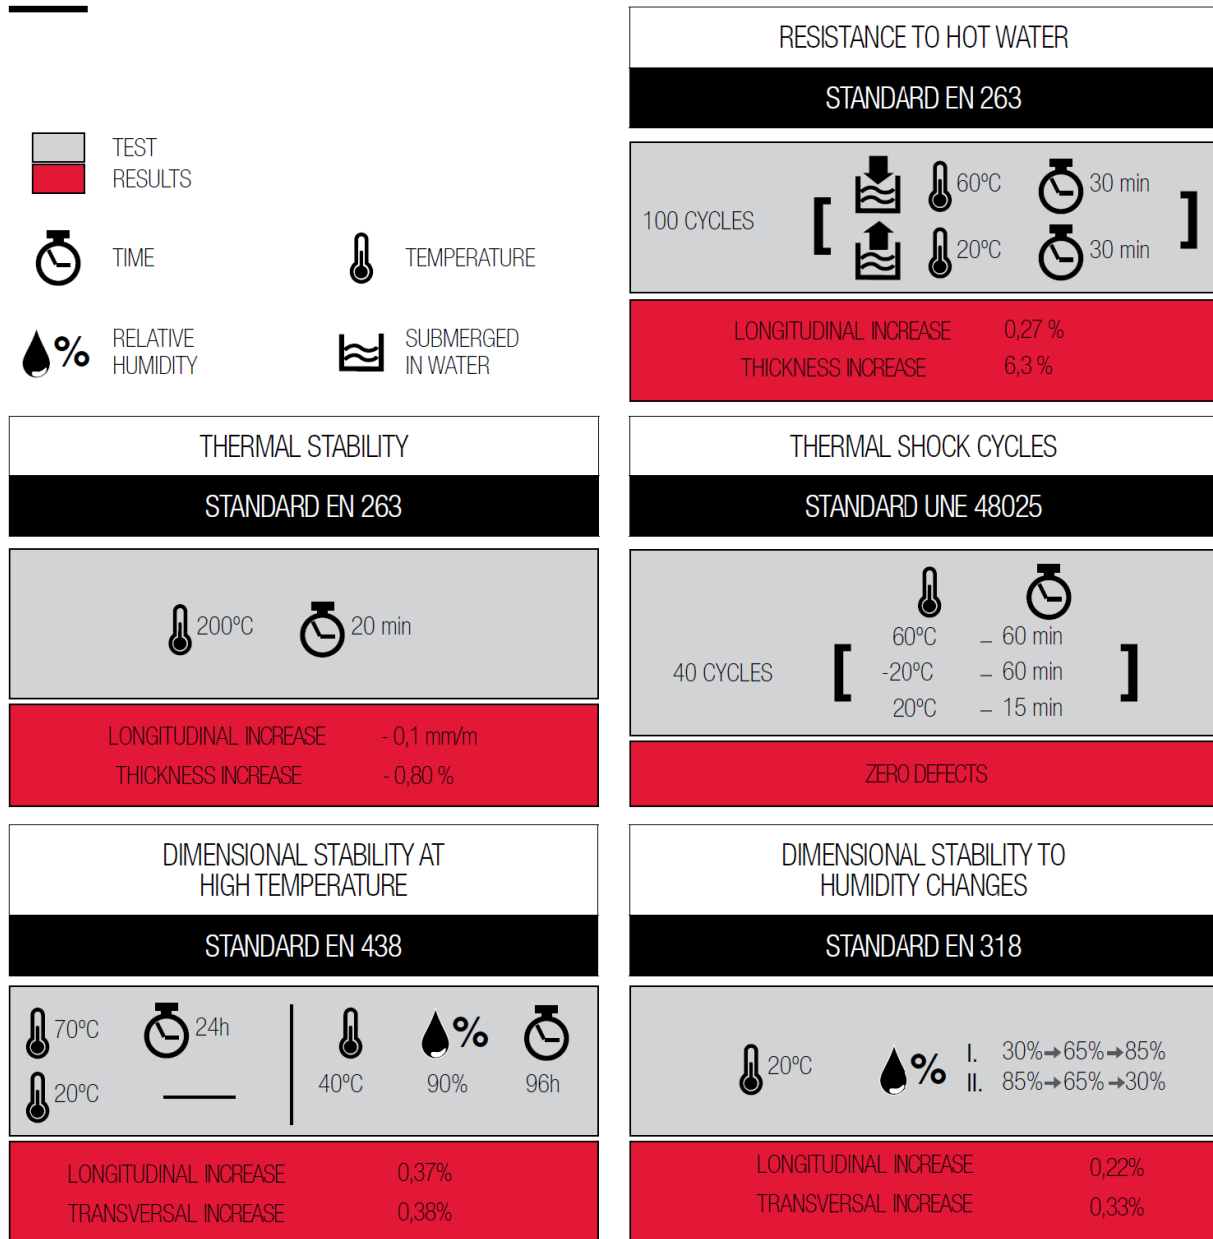 RESISTANCE TO HOT WATER
STANDARD EN 263
TEST
RESULTS
TIME
TEMPERATURE
%
RELATIVE
HUMIDITY
SUBMERGED
IN WATER
100 CYCLES
[
60ºC
30 min
20ºC
30 min
]
LONGITUDINAL INCREASE 0,27 %
THICKNESS INCREASE 6,3 %
THERMAL STABILITY
STANDARD EN 263
200ºC
20 min
LONGITUDINAL INCREASE - 0,1 mm/m
THICKNESS INCREASE - 0,80 %
THERMAL SHOCK CYCLES
STANDARD UNE 48025
40 CYCLES
[
60ºC – 60 min
-20ºC – 60 min
20ºC – 15 min
]
ZERO DEFECTS
DIMENSIONAL STABILITY AT
HIGH TEMPERATURE
STANDARD EN 438
70ºC
24h
20ºC
%
40ºC 90% 96h
LONGITUDINAL INCREASE 0,37%
TRANSVERSAL INCREASE 0,38%
DIMENSIONAL STABILITY TO
HUMIDITY CHANGES
STANDARD EN 318
20ºC
%
I. 30%→65%→85%
II. 85%→65%→30%
LONGITUDINAL INCREASE 0,22%
TRANSVERSAL INCREASE 0,33%